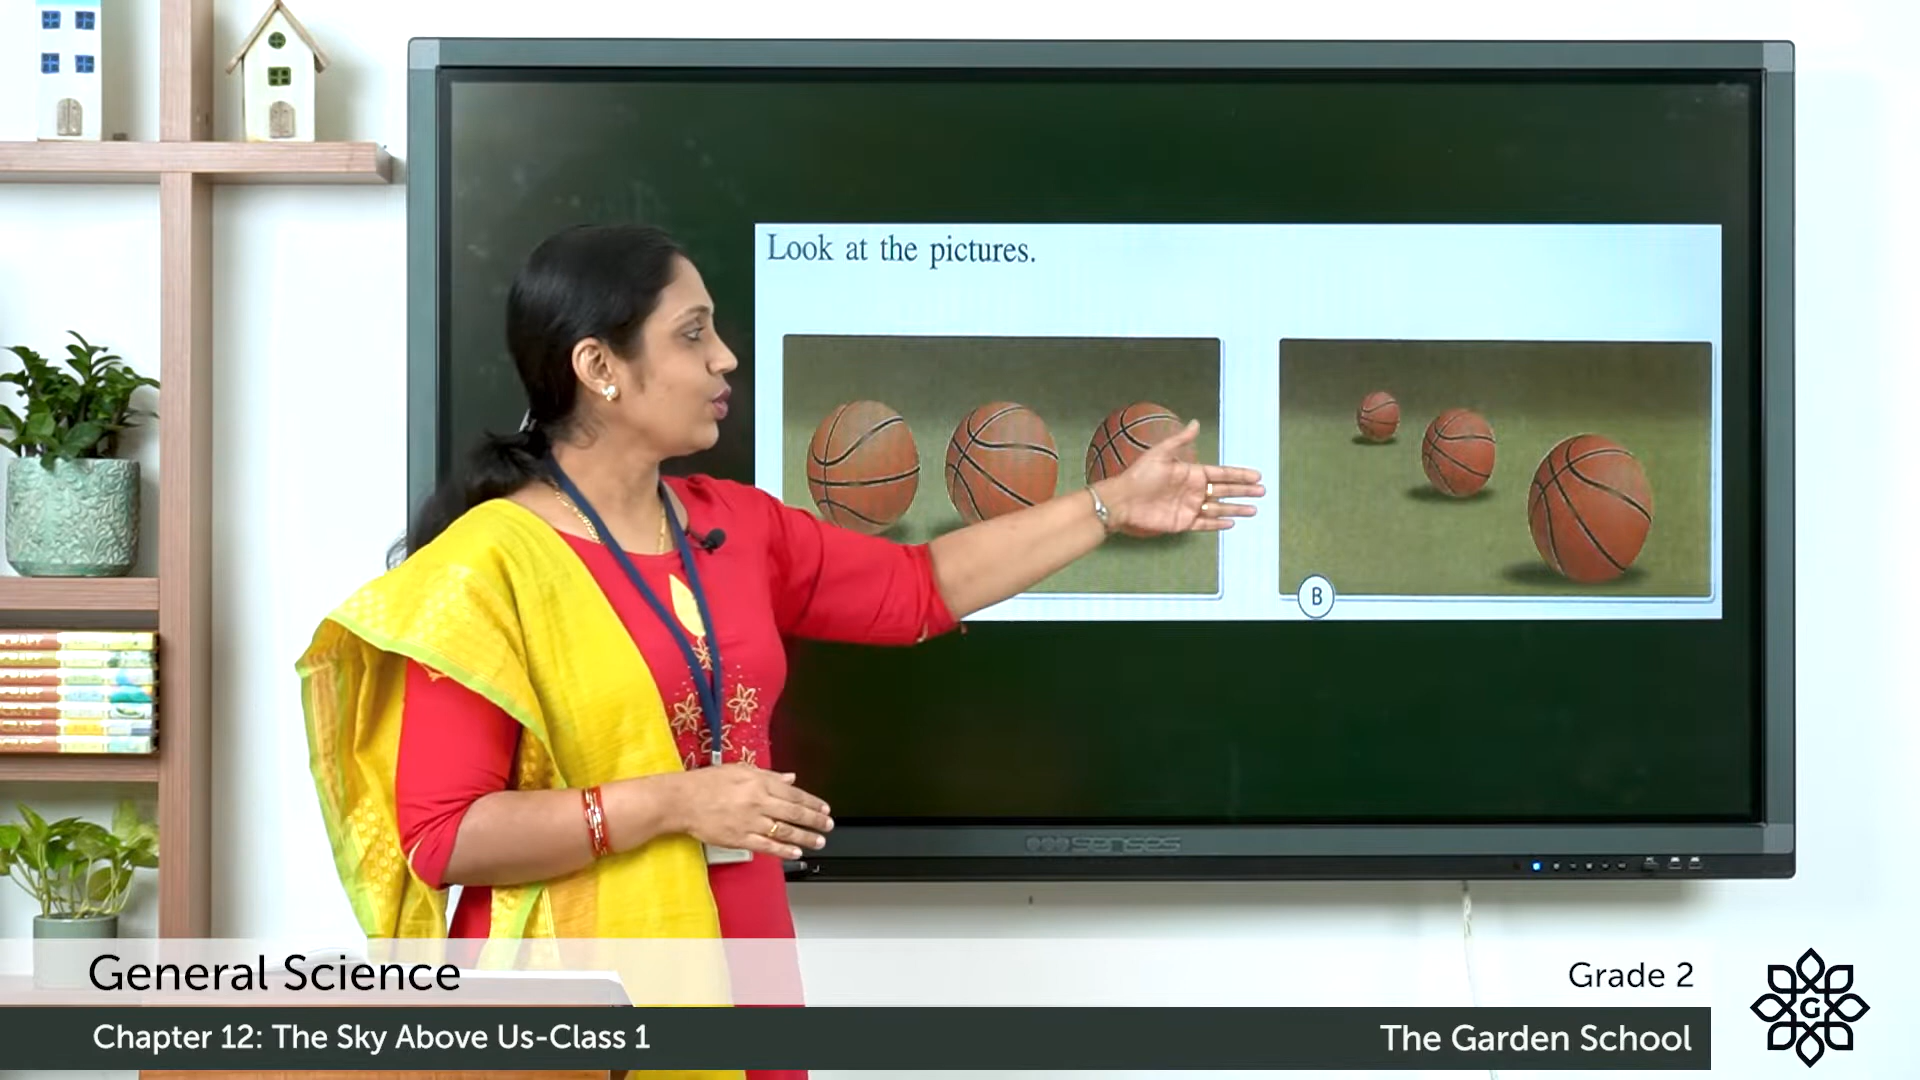 Look at the pictures.
B
senses
General Science
Grade 2
Chapter 12: The Sky Above Us-Class 1
The Garden School
G